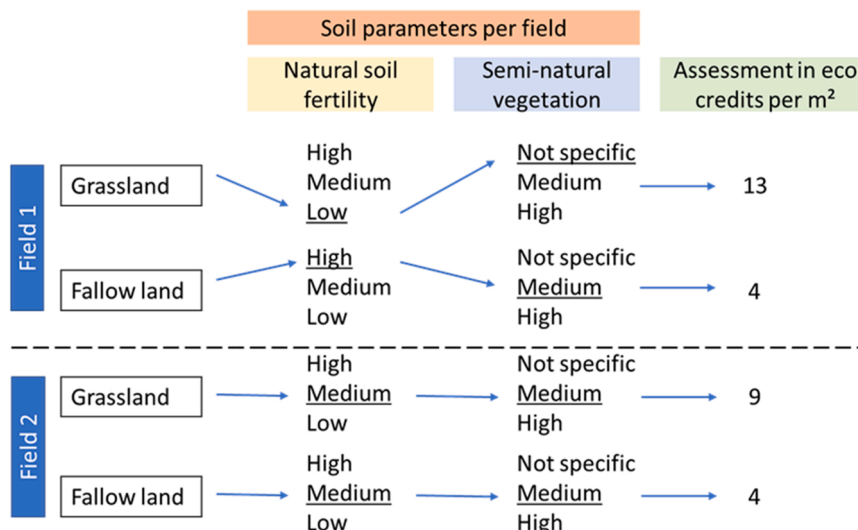 Soil parameters per field
Natural soil fertility
Semi-natural vegetation
Assessment in eco credits per m²
Field 1
Grassland
High
Medium
Low
Not specific
Medium
High
13
Fallow land
High
Medium
Low
Not specific
Medium
High
4
Field 2
Grassland
High
Medium
Low
Not specific
Medium
High
9
Fallow land
High
Medium
Low
Not specific
Medium
High
4